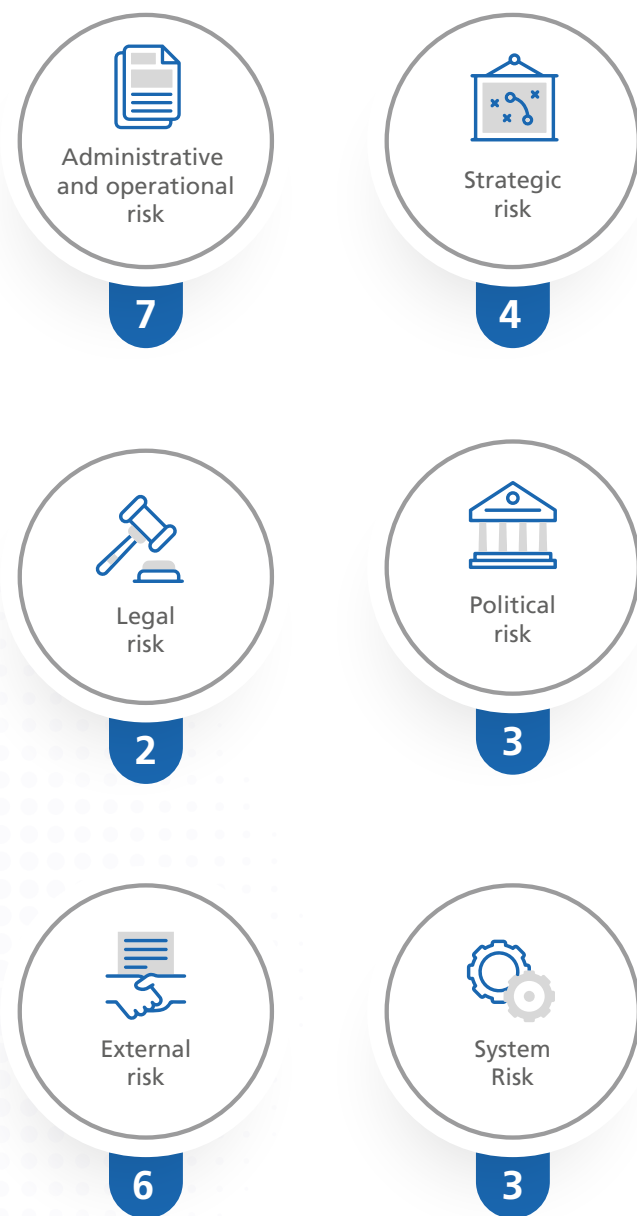 Administrative
and operational
risk
7
Strategic
risk
4
Legal
risk
2
Political
risk
3
External
risk
6
System
Risk
3